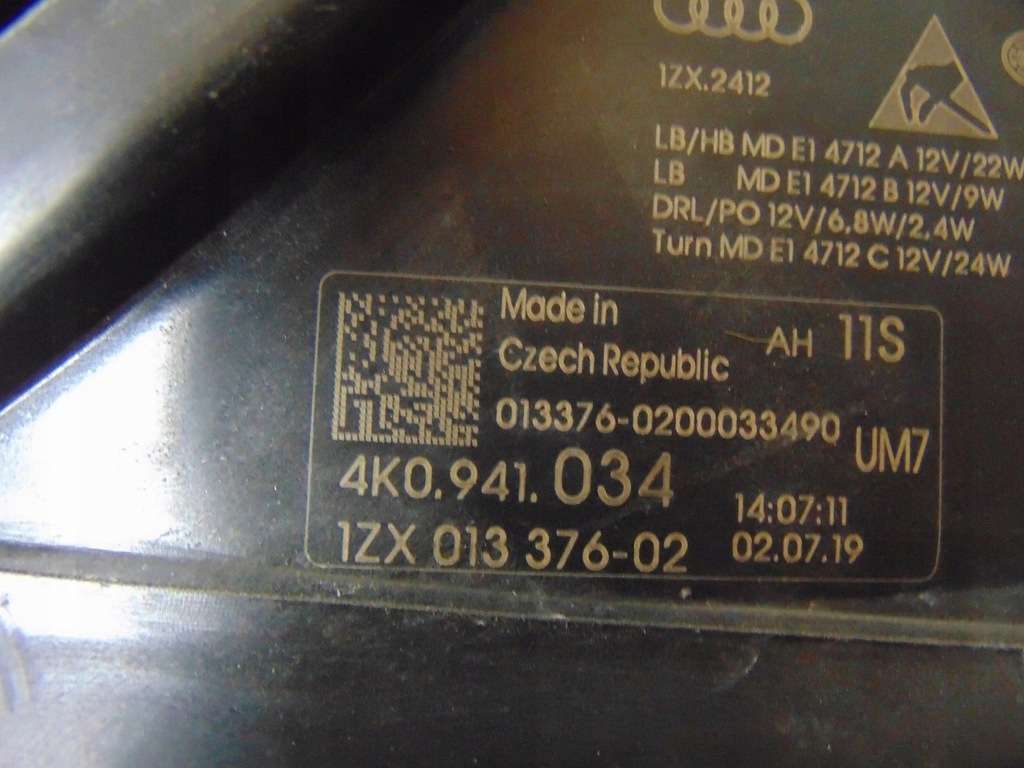 1ZX.2412
LB/HB MD E1 4712 A 12V/22W
LB MD E1 4712 B 12V/9W
DRL/PO 12V/6,8W/2,4W
Turn MD E1 4712 C 12V/24W
Made in
Czech Republic
AH 11S
013376-0200033490
UM7
4K0.941.034
14:07:11
1ZX 013 376-02
02.07.19